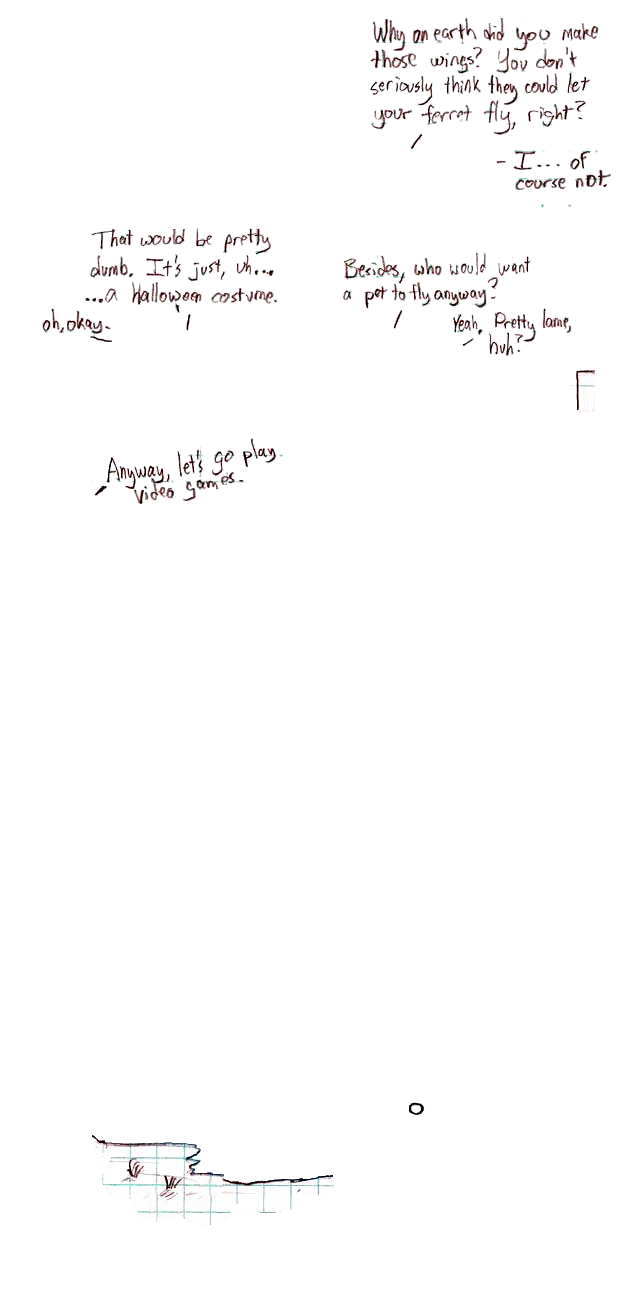 Why on earth did you make
those wings? You don't
seriously think they could let
your ferret fly, right?
- I... of
course not.
That would be pretty
dumb. It's just, uh...
...a Halloween costume.
oh, okay.
Besides, who would want
a pet to fly anyway?
Yeah. Pretty lame,
huh?
Anyway, let's go play
video games.